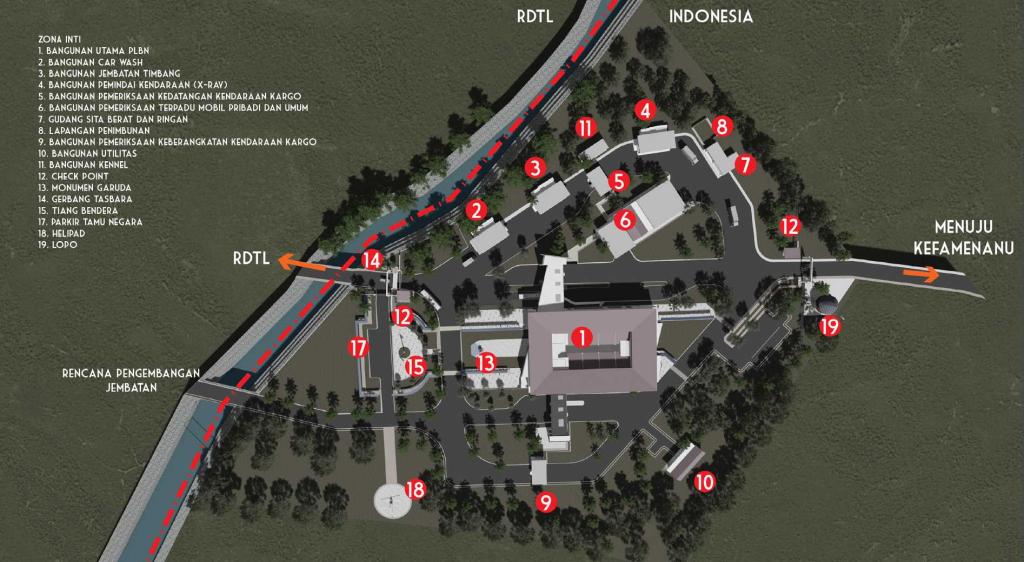 RDTL
INDONESIA
ZONA INTI
1. BANGUNAN UTAMA PLBN
2. BANGUNAN CAR WASH
3. BANGUNAN JEMBATAN TIMBANG
4. BANGUNAN PEMINDAI KENDARAAN (X-RAY)
5. BANGUNAN PEMERIKSAAN KEDATANGAN KENDARAAN KARGO
6. BANGUNAN PEMERIKSAAN TERPADU MOBIL PRIBADI DAN UMUM
7. GUDANG SITA BERAT DAN RINGAN
8. LAPANGAN PENIMBUNAN
9. BANGUNAN PEMERIKSAAN KEBERANGKATAN KENDARAAN KARGO
10. BANGUNAN UTILITAS
11. BANGUNAN KENNEL
12. CHECK POINT
13. MONUMEN GARUDA
14. GERBANG TASBARA
15. TIANG BENDERA
17. PARKIR TAMU NEGARA
18. HELIPAD
19. LOPO
4
11
8
3
7
5
2
6
12
MENUJU
KEFAMENANU
RDTL
14
12
19
1
17
13
15
RENCANA PENGEMBANGAN
JEMBATAN
10
18
9